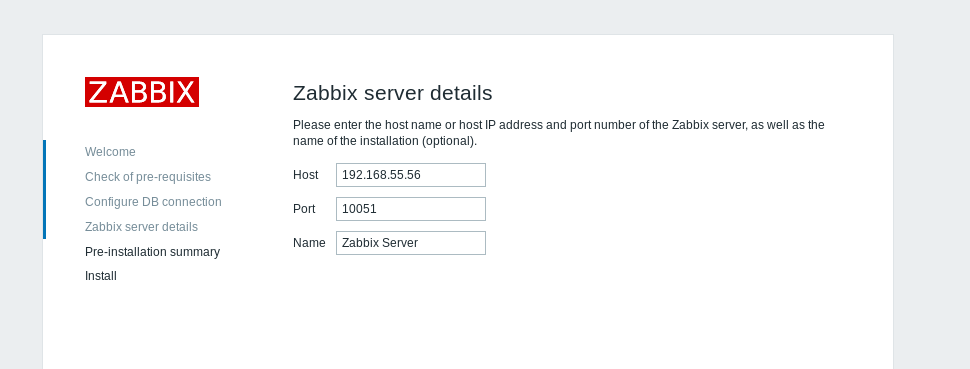 ZABBIX
Welcome
Check of pre-requisites
Configure DB connection
Zabbix server details
Pre-installation summary
Install
Zabbix server details
Please enter the host name or host IP address and port number of the Zabbix server, as well as the
name of the installation (optional).
Host 192.168.55.56
Port 10051
Name Zabbix Server